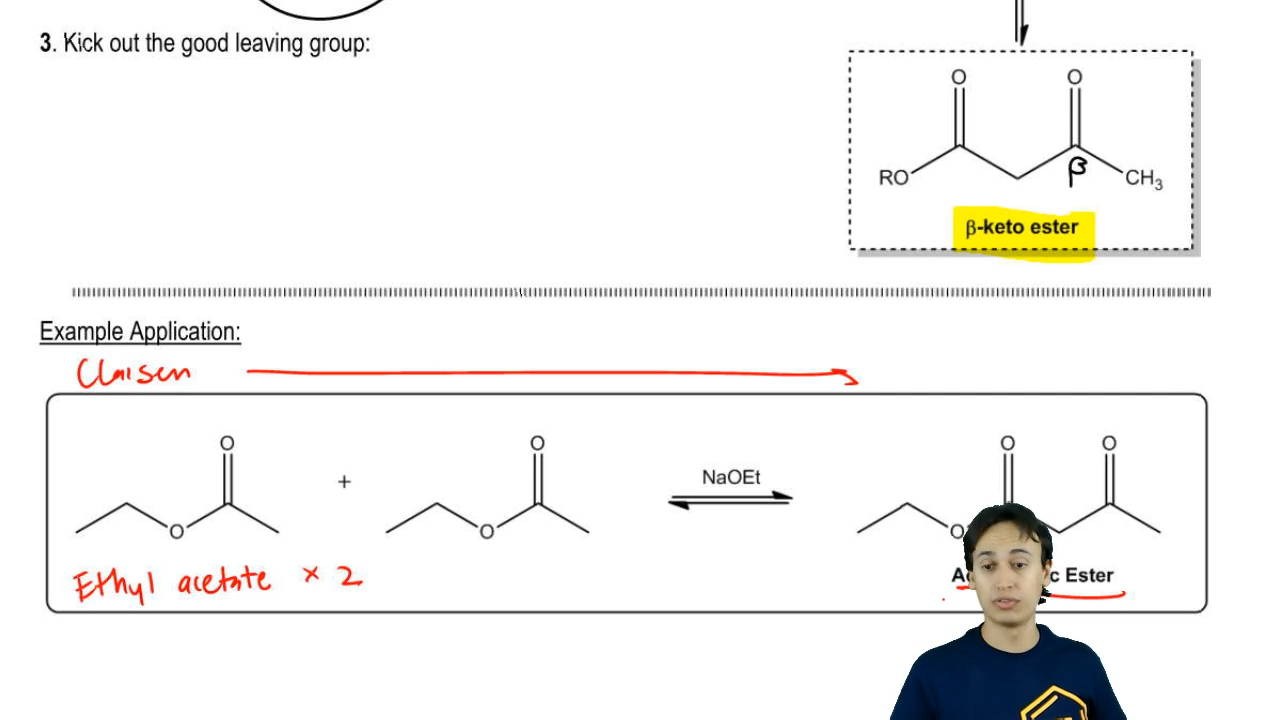 3. Kick out the good leaving group:
O O
RO β CH3
β-keto ester
Example Application:
Claisen
O + O NaOEt O O
O O O
Ethyl acetate × 2
Ester